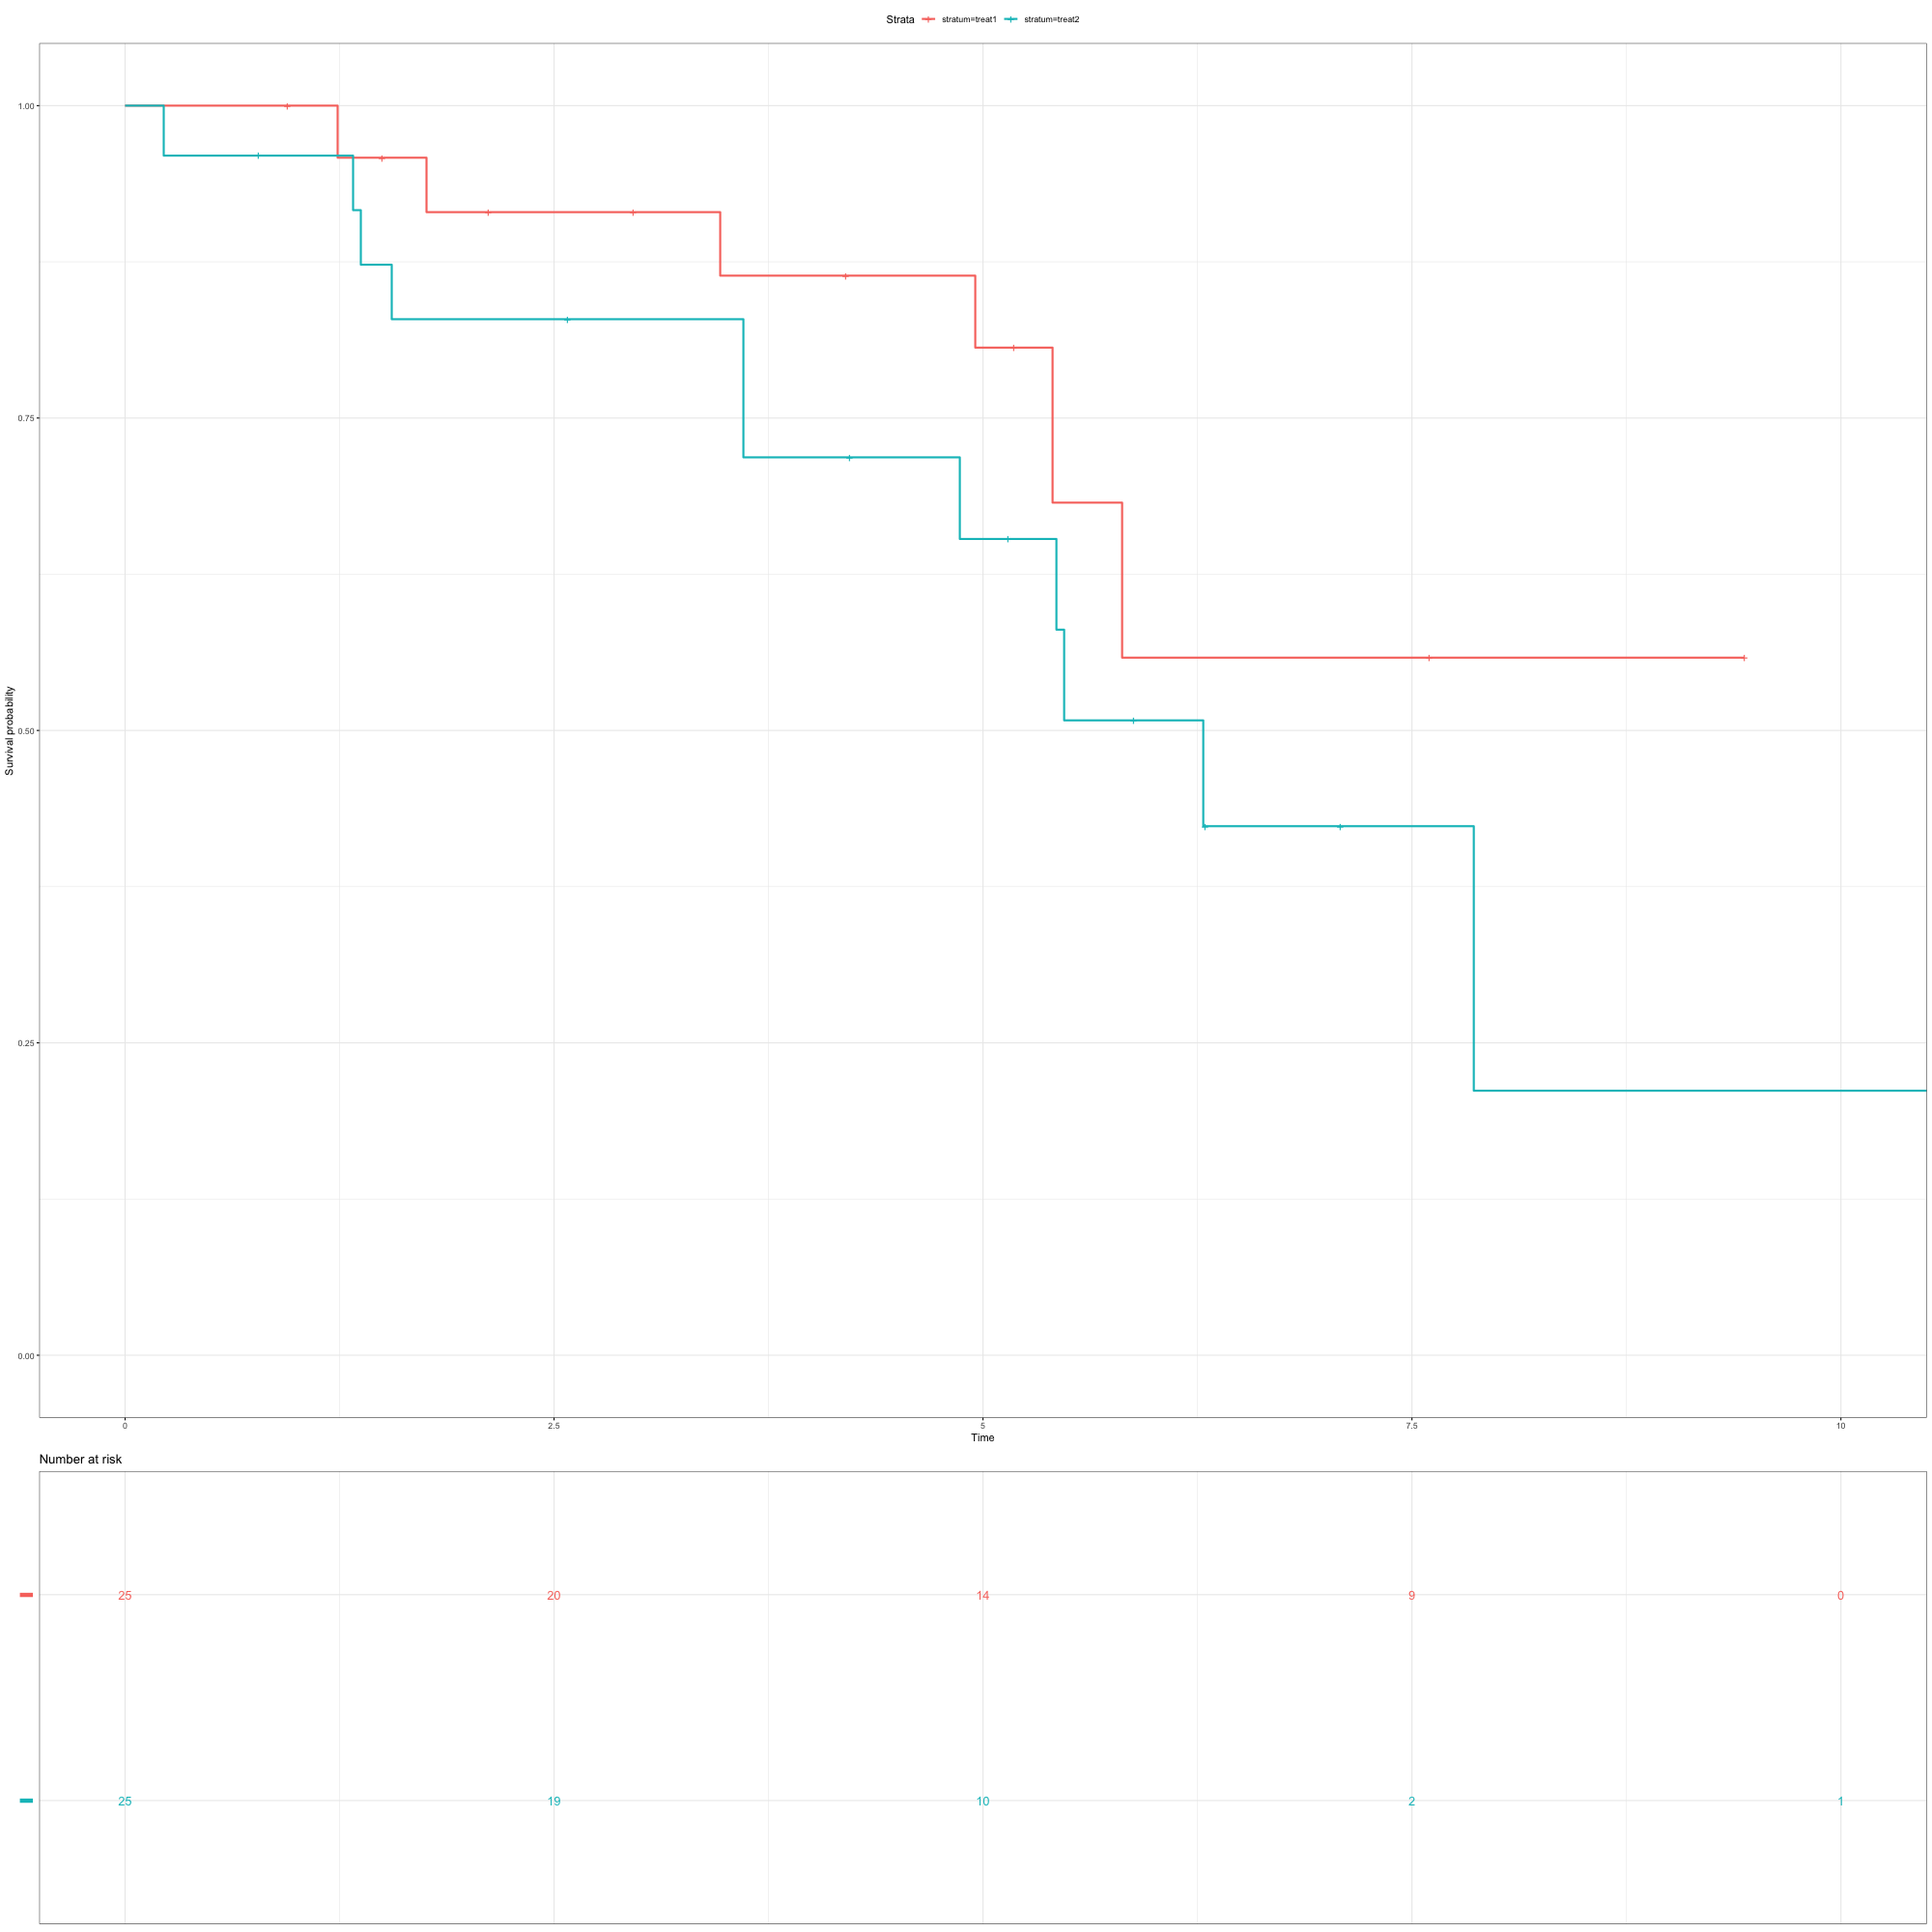 Strata stratum=treat1 stratum=treat2
1.00
0.75
0.50
0.25
0.00
Survival probability
0 2.5 5 7.5 10
Time
Number at risk
25 20 14 9 0
25 19 10 2 1